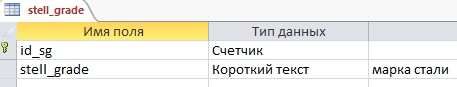 stell_grade
Имя поля Тип данных
id_sg Счетчик
stell_grade Короткий текст марка стали